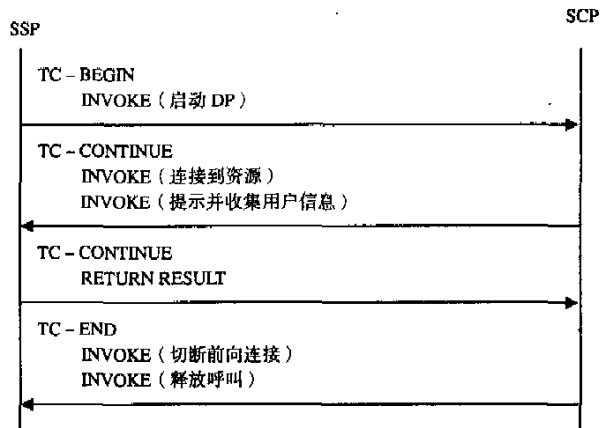 SSP
SCP
TC – BEGIN
INVOKE（启动 DP）
TC – CONTINUE
INVOKE（连接到资源）
INVOKE（提示并收集用户信息）
TC – CONTINUE
RETURN RESULT
TC – END
INVOKE（切断前向连接）
INVOKE（释放呼叫）